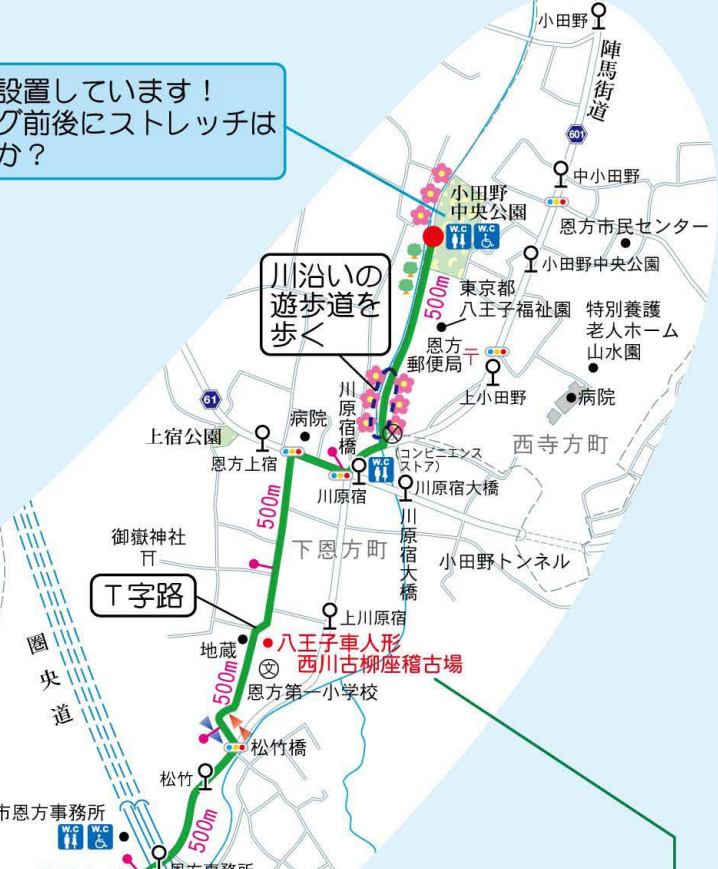 小田野
陣馬街道
601
設置しています！
グ前後にストレッチは
か？
中小田野
小田野
中央公園
W.C
W.C
恩方市民センター
小田野中央公園
川沿いの
遊歩道を
歩く
500m
東京都
八王子福祉園
特別養護
老人ホーム
山水園
恩方
郵便局
上小田野
病院
61
川原宿橋
病院
上宿公園
恩方上宿
文
(コンビニエンス
ストア)
W.C
西寺方町
川原宿
川原宿大橋
500m
川原宿大橋
御嶽神社
下恩方町
小田野トンネル
T字路
上川原宿
地蔵
八王子車人形
西川古柳座稽古場
圏央道
500m
文
恩方第一小学校
松竹橋
松竹
市恩方事務所
W.C
W.C
500m
恩方事務所